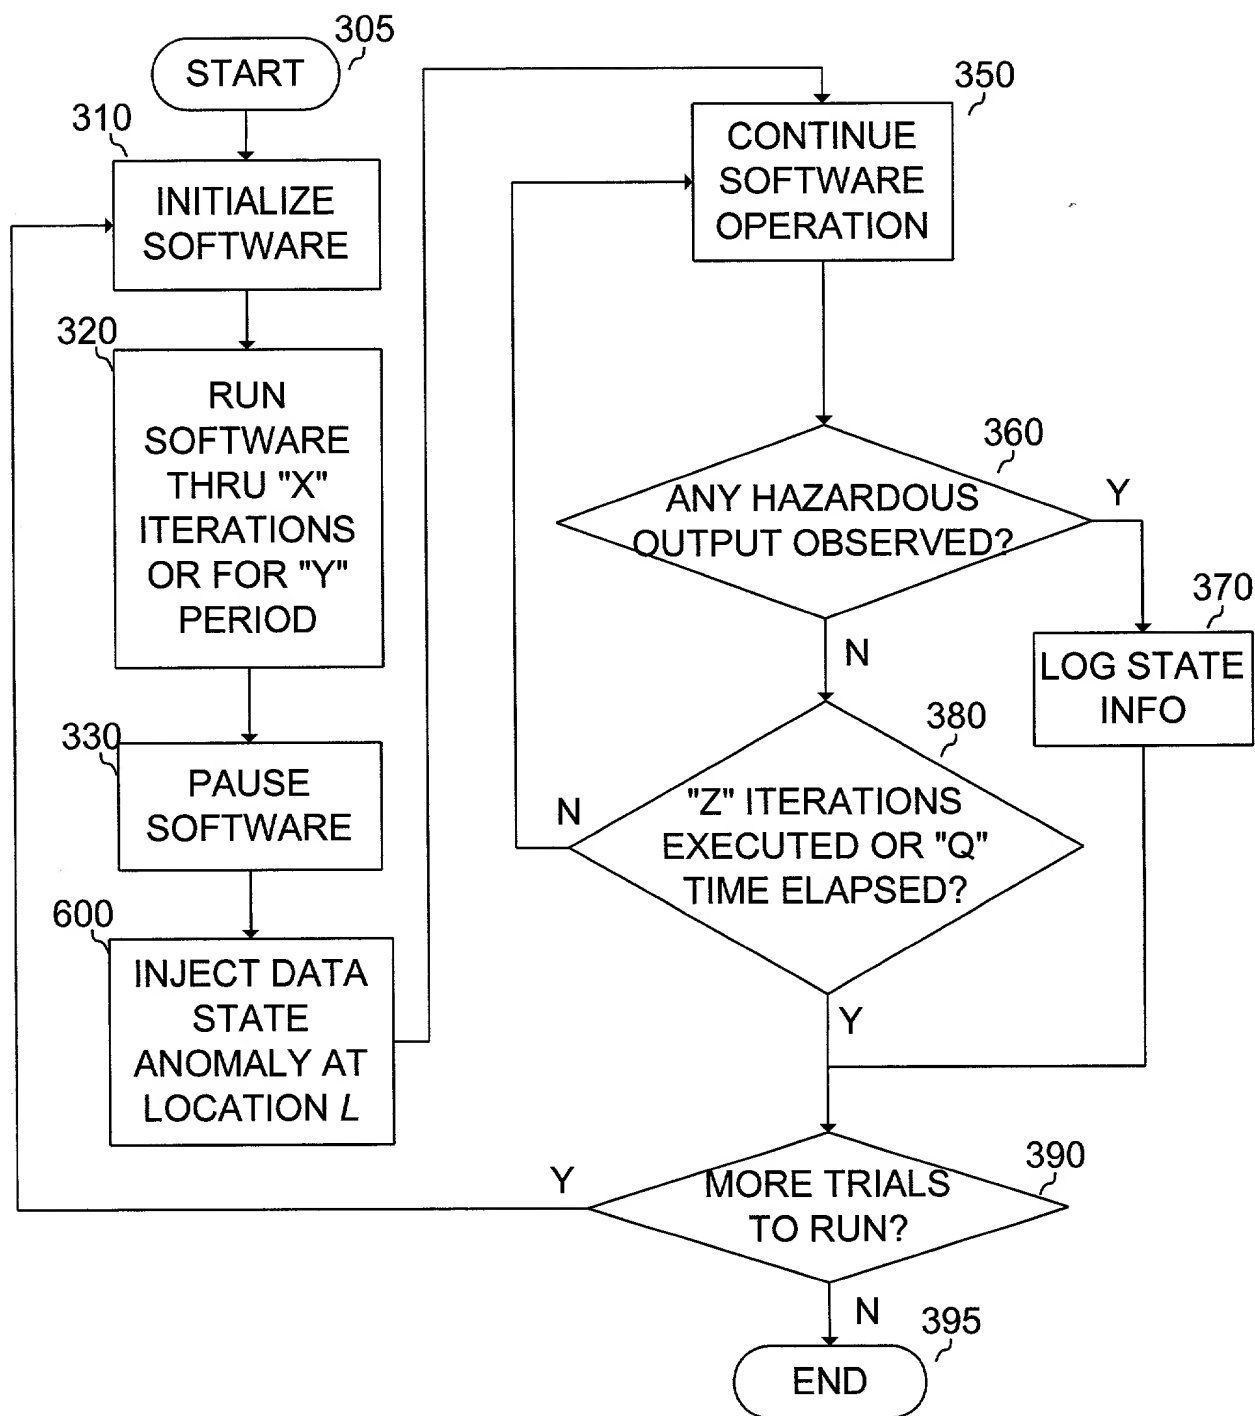 305
START
310
INITIALIZE
SOFTWARE
320
RUN
SOFTWARE
THRU "X"
ITERATIONS
OR FOR "Y"
PERIOD
330
PAUSE
SOFTWARE
600
INJECT DATA
STATE
ANOMALY AT
LOCATION L
350
CONTINUE
SOFTWARE
OPERATION
360
ANY HAZARDOUS
OUTPUT OBSERVED?
Y
N
370
LOG STATE
INFO
380
"Z" ITERATIONS
EXECUTED OR "Q"
TIME ELAPSED?
N
Y
390
MORE TRIALS
TO RUN?
Y
N
395
END